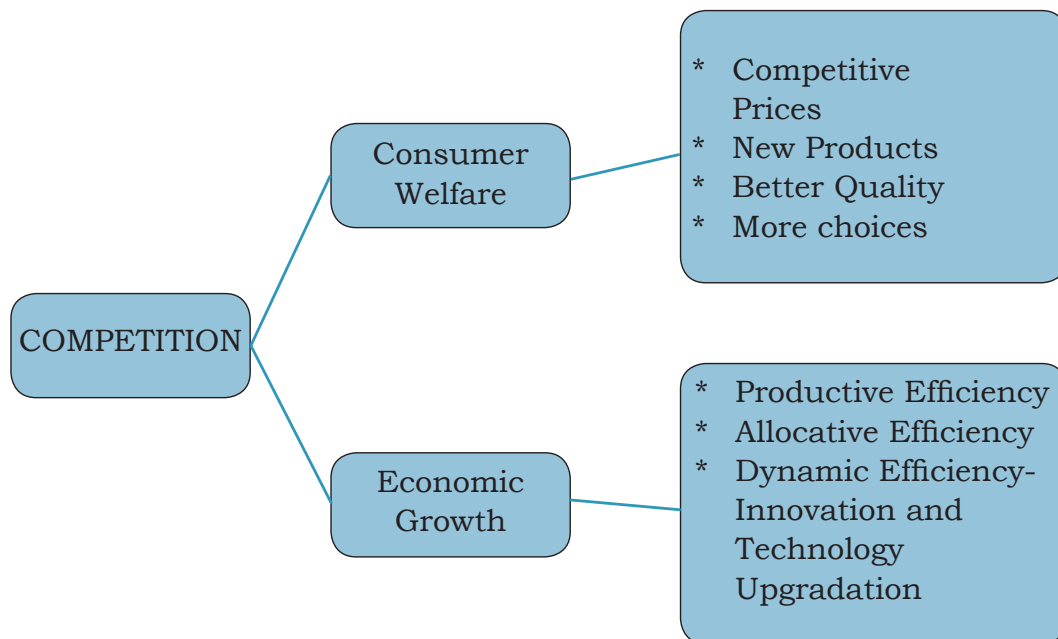 COMPETITION
Consumer
Welfare
* Competitive
Prices
* New Products
* Better Quality
* More choices
Economic
Growth
* Productive Efficiency
* Allocative Efficiency
* Dynamic Efficiency-
Innovation and
Technology
Upgradation